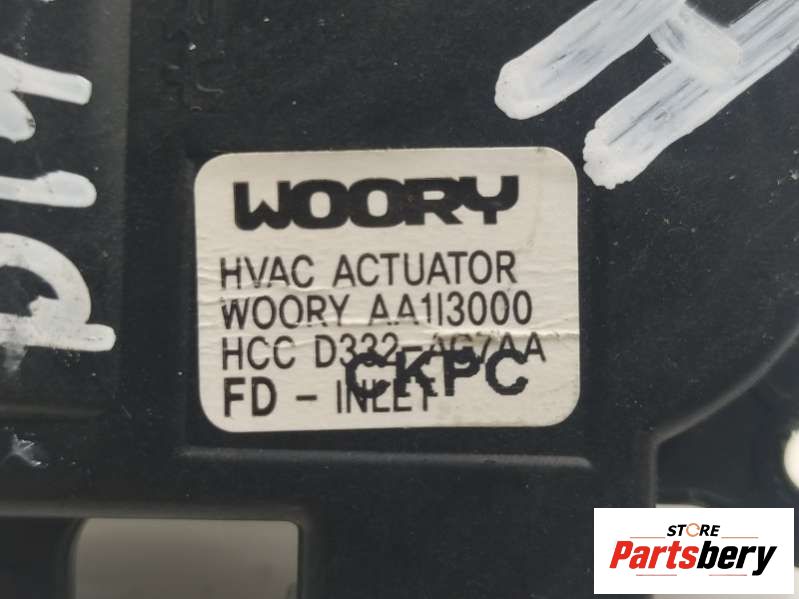 WOORY
HVAC ACTUATOR
WOORY AA1I3000
HCC D332-AG7AA
CKPC
FD - INLET
STORE
Partsbery